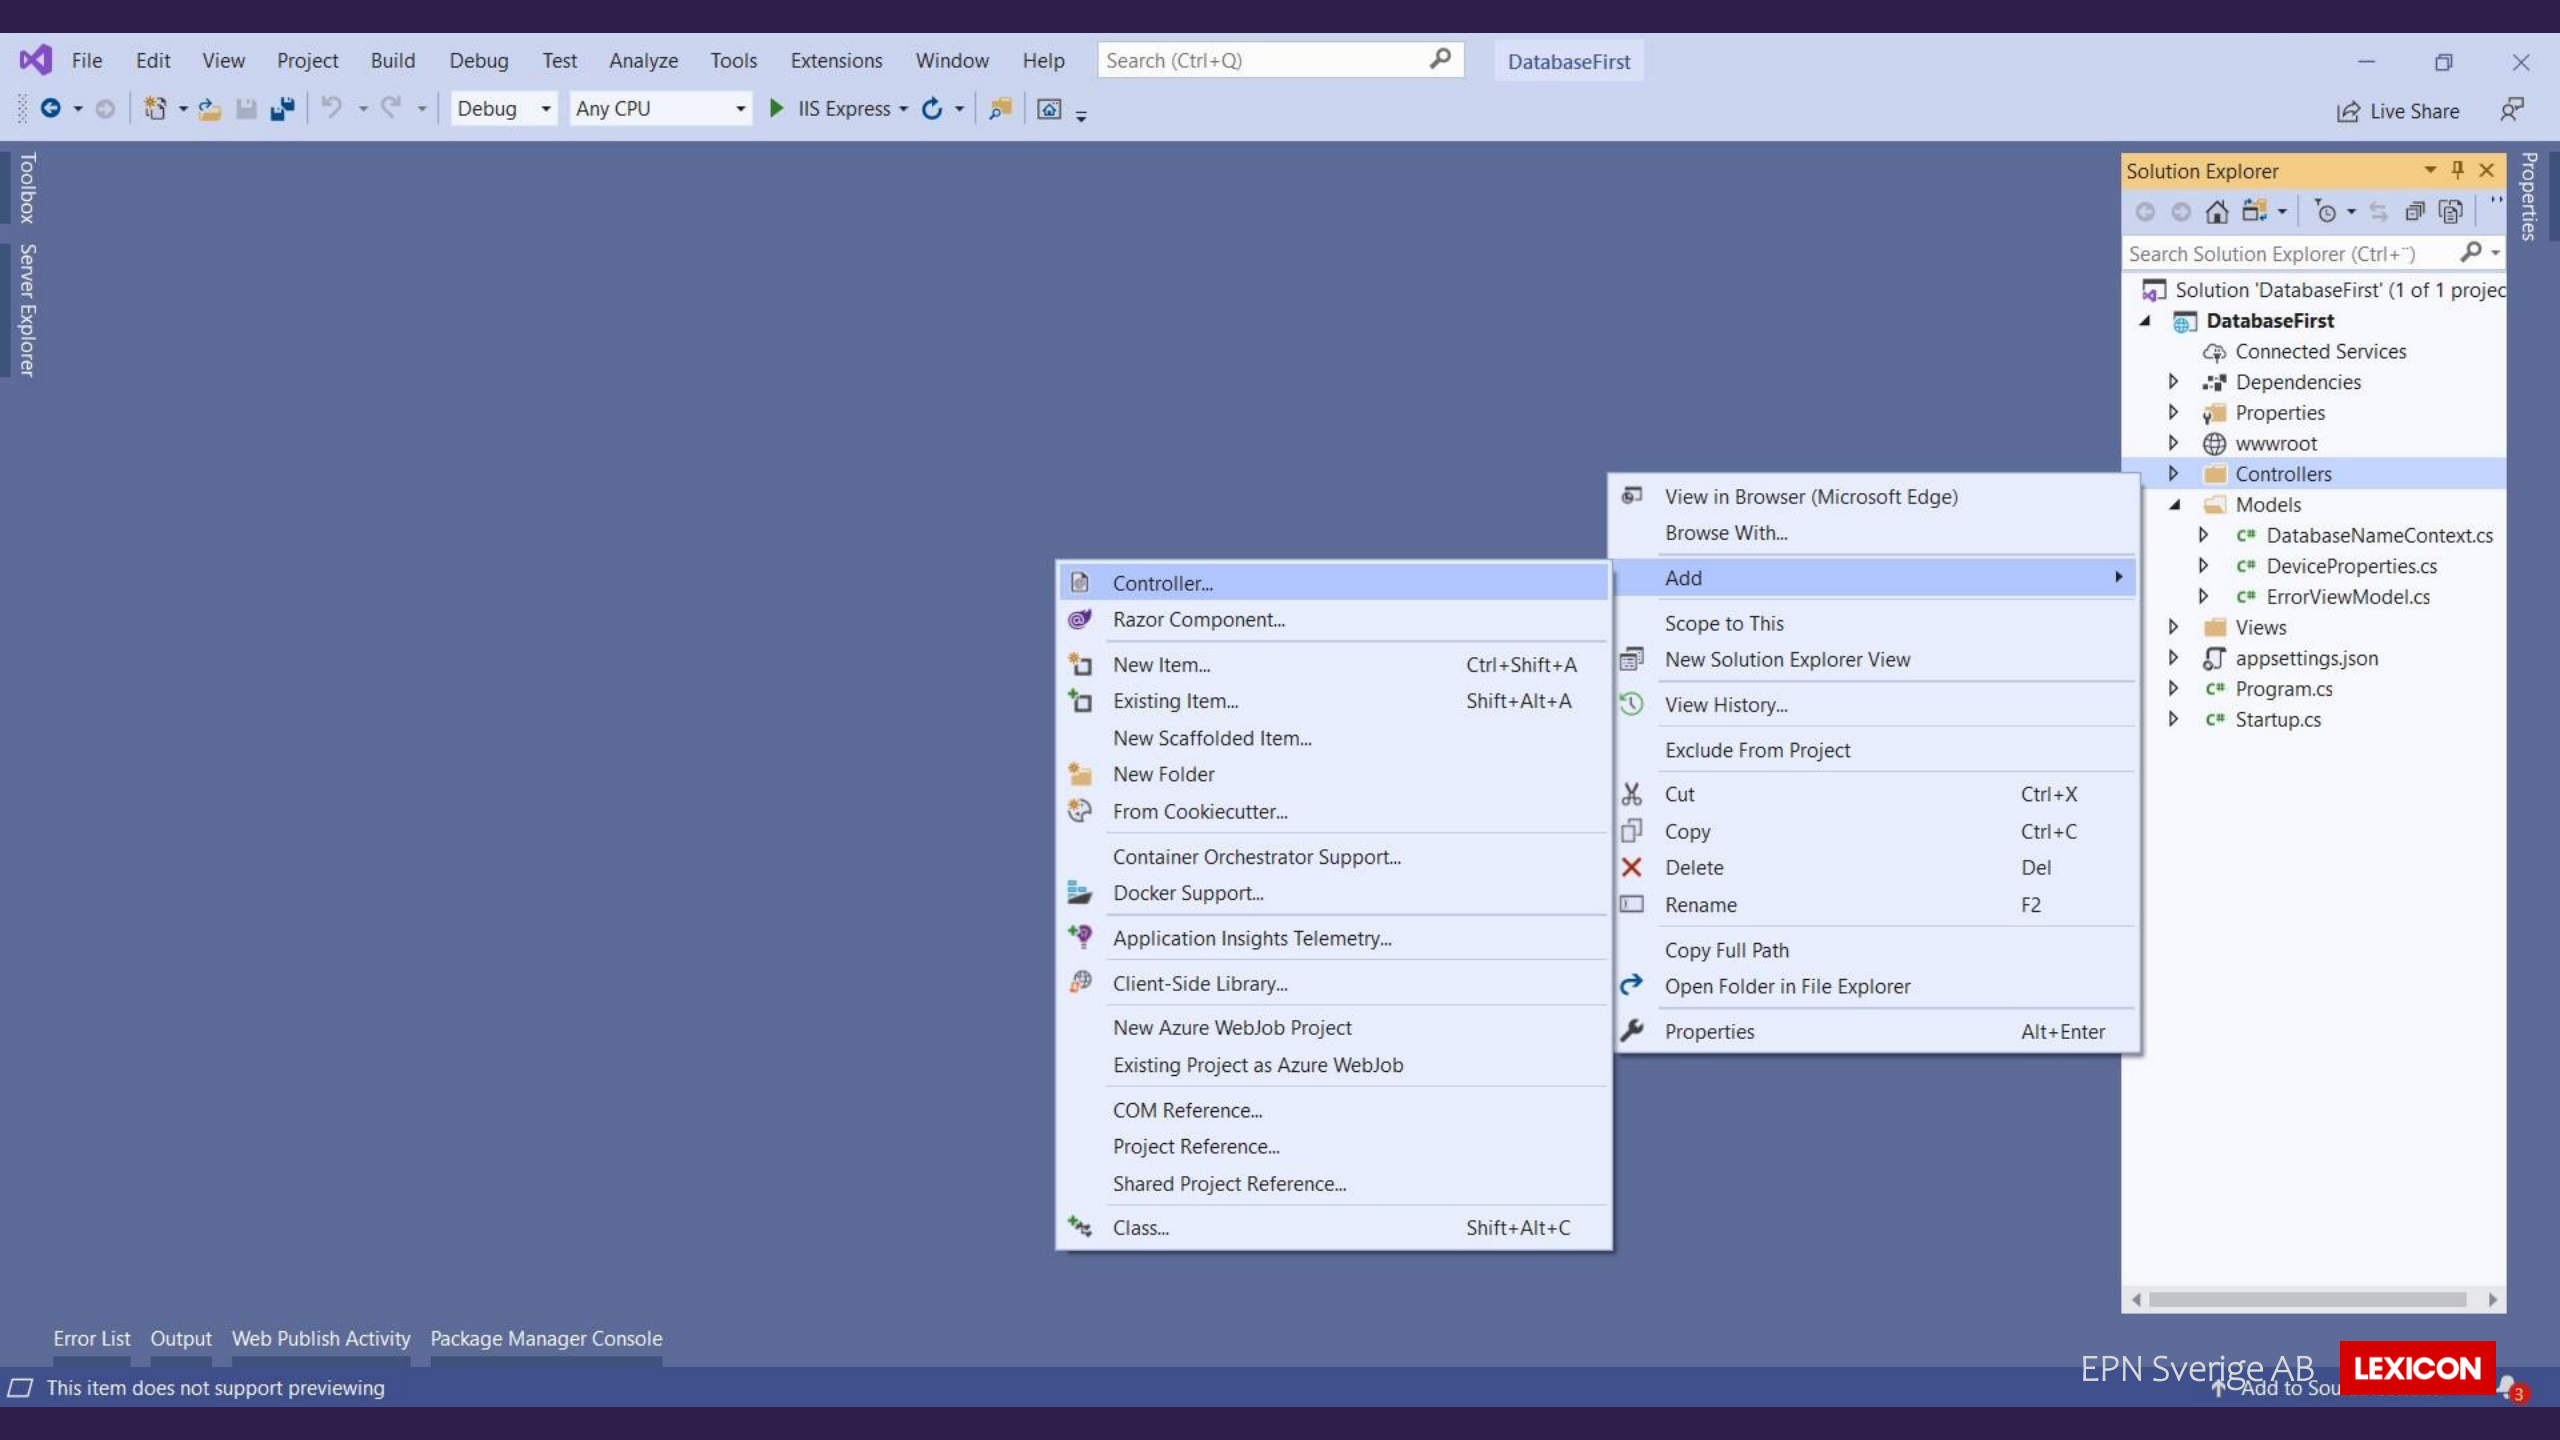 File Edit View Project Build Debug Test Analyze Tools Extensions Window Help Search (Ctrl+Q) DatabaseFirst
Debug Any CPU IIS Express Live Share
Toolbox
Server Explorer
Solution Explorer
Search Solution Explorer (Ctrl+¨)
Solution 'DatabaseFirst' (1 of 1 projec
DatabaseFirst
Connected Services
Dependencies
Properties
wwwroot
Controllers
Models
DatabaseNameContext.cs
DeviceProperties.cs
ErrorViewModel.cs
Views
appsettings.json
Program.cs
Startup.cs
Properties
View in Browser (Microsoft Edge)
Browse With...
Add
Scope to This
New Solution Explorer View
View History...
Exclude From Project
Cut Ctrl+X
Copy Ctrl+C
Delete Del
Rename F2
Copy Full Path
Open Folder in File Explorer
Properties Alt+Enter
Controller...
Razor Component...
New Item... Ctrl+Shift+A
Existing Item... Shift+Alt+A
New Scaffolded Item...
New Folder
From Cookiecutter...
Container Orchestrator Support...
Docker Support...
Application Insights Telemetry...
Client-Side Library...
New Azure WebJob Project
Existing Project as Azure WebJob
COM Reference...
Project Reference...
Shared Project Reference...
Class... Shift+Alt+C
Error List Output Web Publish Activity Package Manager Console
EPN Sverige AB LEXICON
This item does not support previewing Add to Sou 3